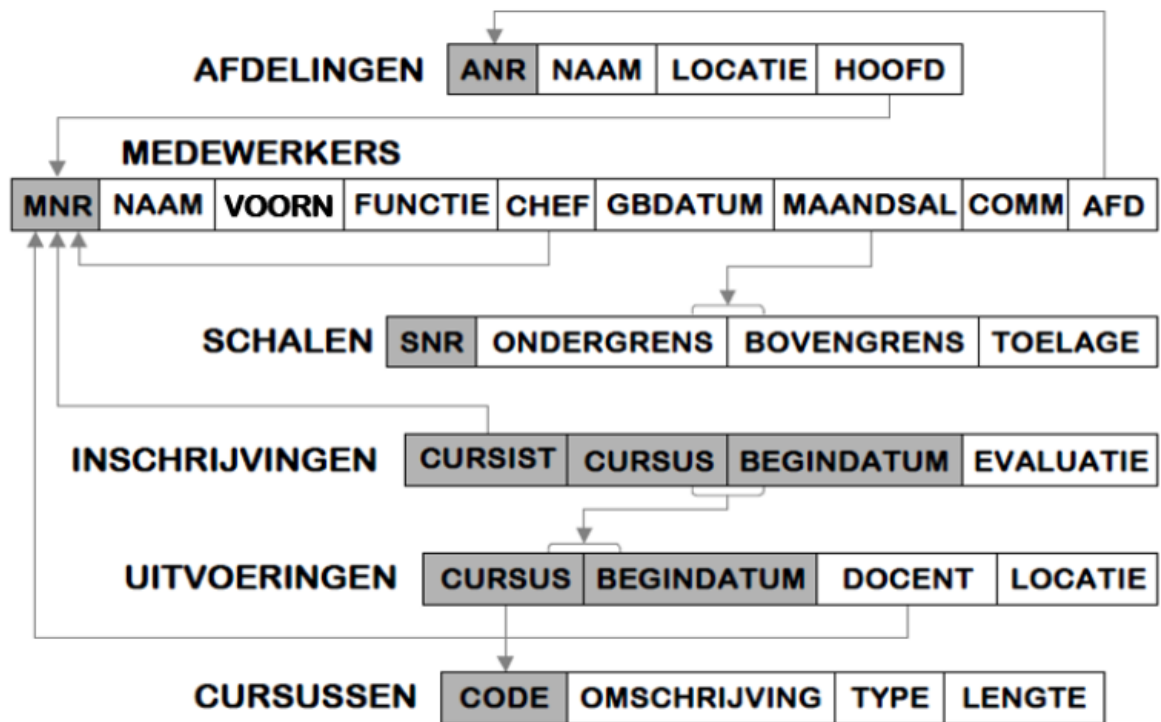 AFDELINGEN ANR NAAM LOCATIE HOOFD
MEDEWERKERS
MNR NAAM VOORN FUNCTIE CHEF GBDATUM MAANDSAL COMM AFD
SCHALEN SNR ONDERGRENS BOVENGRENS TOELAGE
INSCHRIJVINGEN CURSIST CURSUS BEGINDATUM EVALUATIE
UITVOERINGEN CURSUS BEGINDATUM DOCENT LOCATIE
CURSUSSEN CODE OMSCHRIJVING TYPE LENGTE